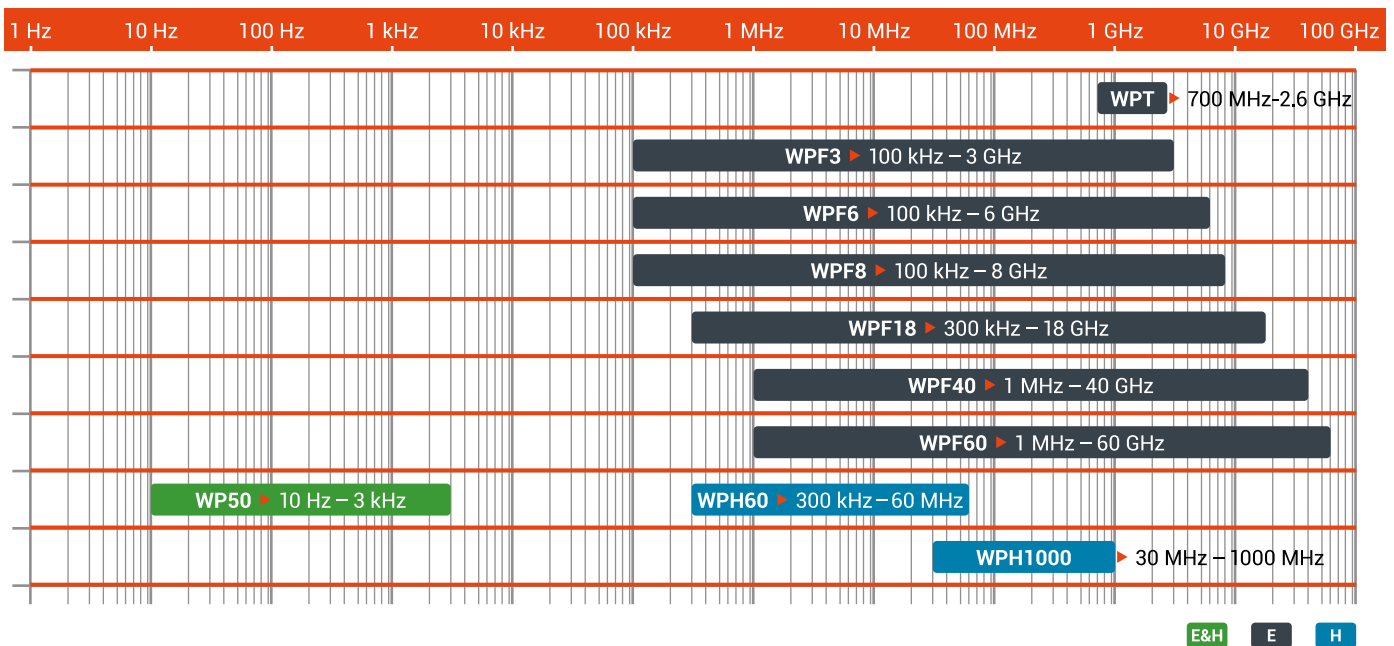 1 Hz 10 Hz 100 Hz 1 kHz 10 kHz 100 kHz 1 MHz 10 MHz 100 MHz 1 GHz 10 GHz 100 GHz
WPT 700 MHz-2.6 GHz
WPF3 100 kHz – 3 GHz
WPF6 100 kHz – 6 GHz
WPF8 100 kHz – 8 GHz
WPF18 300 kHz – 18 GHz
WPF40 1 MHz – 40 GHz
WPF60 1 MHz – 60 GHz
WP50 10 Hz – 3 kHz WPH60 300 kHz – 60 MHz
WPH1000 30 MHz – 1000 MHz
E&H E H